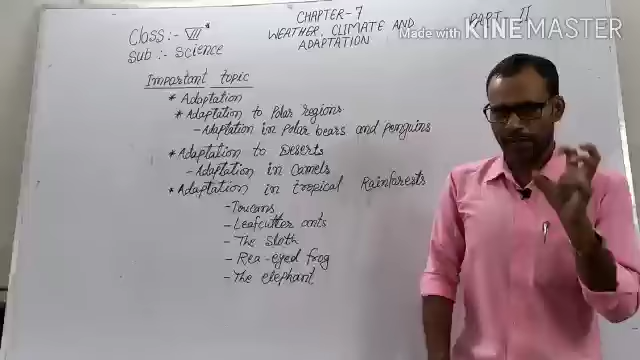 Class :- VII
Sub :- Science
CHAPTER-7
WEATHER, CLIMATE AND
ADAPTATION
PART II
Made with KINEMASTER
Important topic
* Adaptation
* Adaptation to Polar regions.
- Adaptation in Polar bears and penguins
* Adaptation to Deserts
- Adaptation in Camels
* Adaptation in tropical Rainforests
- Toucans
- Leafcutter ants
- The sloth
- Rea-eyed frog
- The elephant